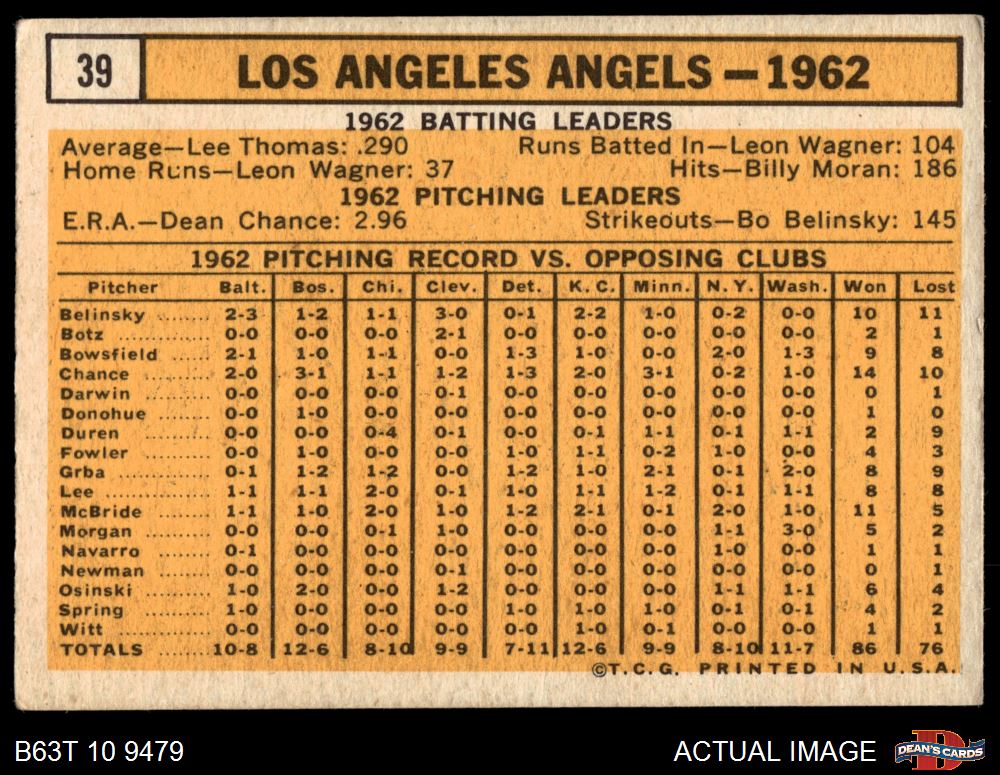 39 LOS ANGELES ANGELS — 1962
1962 BATTING LEADERS
Average—Lee Thomas: .290 Runs Batted In—Leon Wagner: 104
Home Runs—Leon Wagner: 37 Hits—Billy Moran: 186
1962 PITCHING LEADERS
E.R.A.—Dean Chance: 2.96 Strikeouts—Bo Belinsky: 145
1962 PITCHING RECORD VS. OPPOSING CLUBS
Pitcher Balt. Bos. Chi. Clev. Det. K. C. Minn. N. Y. Wash. Won Lost
Belinsky ........ 2-3 1-2 1-1 3-0 0-1 2-2 1-0 0-2 0-0 10 11
Botz ............ 0-0 0-0 0-0 2-1 0-0 0-0 0-0 0-0 0-0 2 1
Bowsfield ...... 2-1 1-0 1-1 0-0 1-3 1-0 0-0 2-0 1-3 9 8
Chance .......... 2-0 3-1 1-1 1-2 1-3 2-0 3-1 0-2 1-0 14 10
Darwin .......... 0-0 0-0 0-0 0-1 0-0 0-0 0-0 0-0 0-0 0 1
Donohue ........ 0-0 1-0 0-0 0-0 0-0 0-0 0-0 0-0 0-0 1 0
Duren ........... 0-0 0-0 0-4 0-1 0-0 0-1 1-1 0-1 1-1 2 9
Fowler .......... 0-0 1-0 0-0 0-0 1-0 1-1 0-2 1-0 0-0 4 3
Grba ............ 0-1 1-2 1-2 0-0 1-2 1-0 2-1 0-1 2-0 8 9
Lee .............. 1-1 1-1 2-0 0-1 1-0 1-1 1-2 0-1 1-1 8 8
McBride ........ 1-1 1-0 2-0 1-0 1-2 2-1 0-1 2-0 1-0 11 5
Morgan ......... 0-0 0-0 0-1 1-0 0-0 0-0 0-0 1-1 3-0 5 2
Navarro ........ 0-1 0-0 0-0 0-0 0-0 0-0 0-0 1-0 0-0 1 1
Newman ........ 0-0 0-0 0-0 0-1 0-0 0-0 0-0 0-0 0-0 0 1
Osinski ......... 1-0 2-0 0-0 1-2 0-0 0-0 0-0 1-1 1-1 6 4
Spring .......... 1-0 0-0 0-0 0-0 1-0 1-0 1-0 0-1 0-1 4 2
Witt ............. 0-0 0-0 0-0 0-0 0-0 1-0 0-1 0-0 0-0 1 1
TOTALS ....... 10-8 12-6 8-10 9-9 7-11 12-6 9-9 8-10 11-7 86 76
©T.C.G. PRINTED IN U.S.A.
B63T 10 9479 ACTUAL IMAGE DEAN'S CARDS